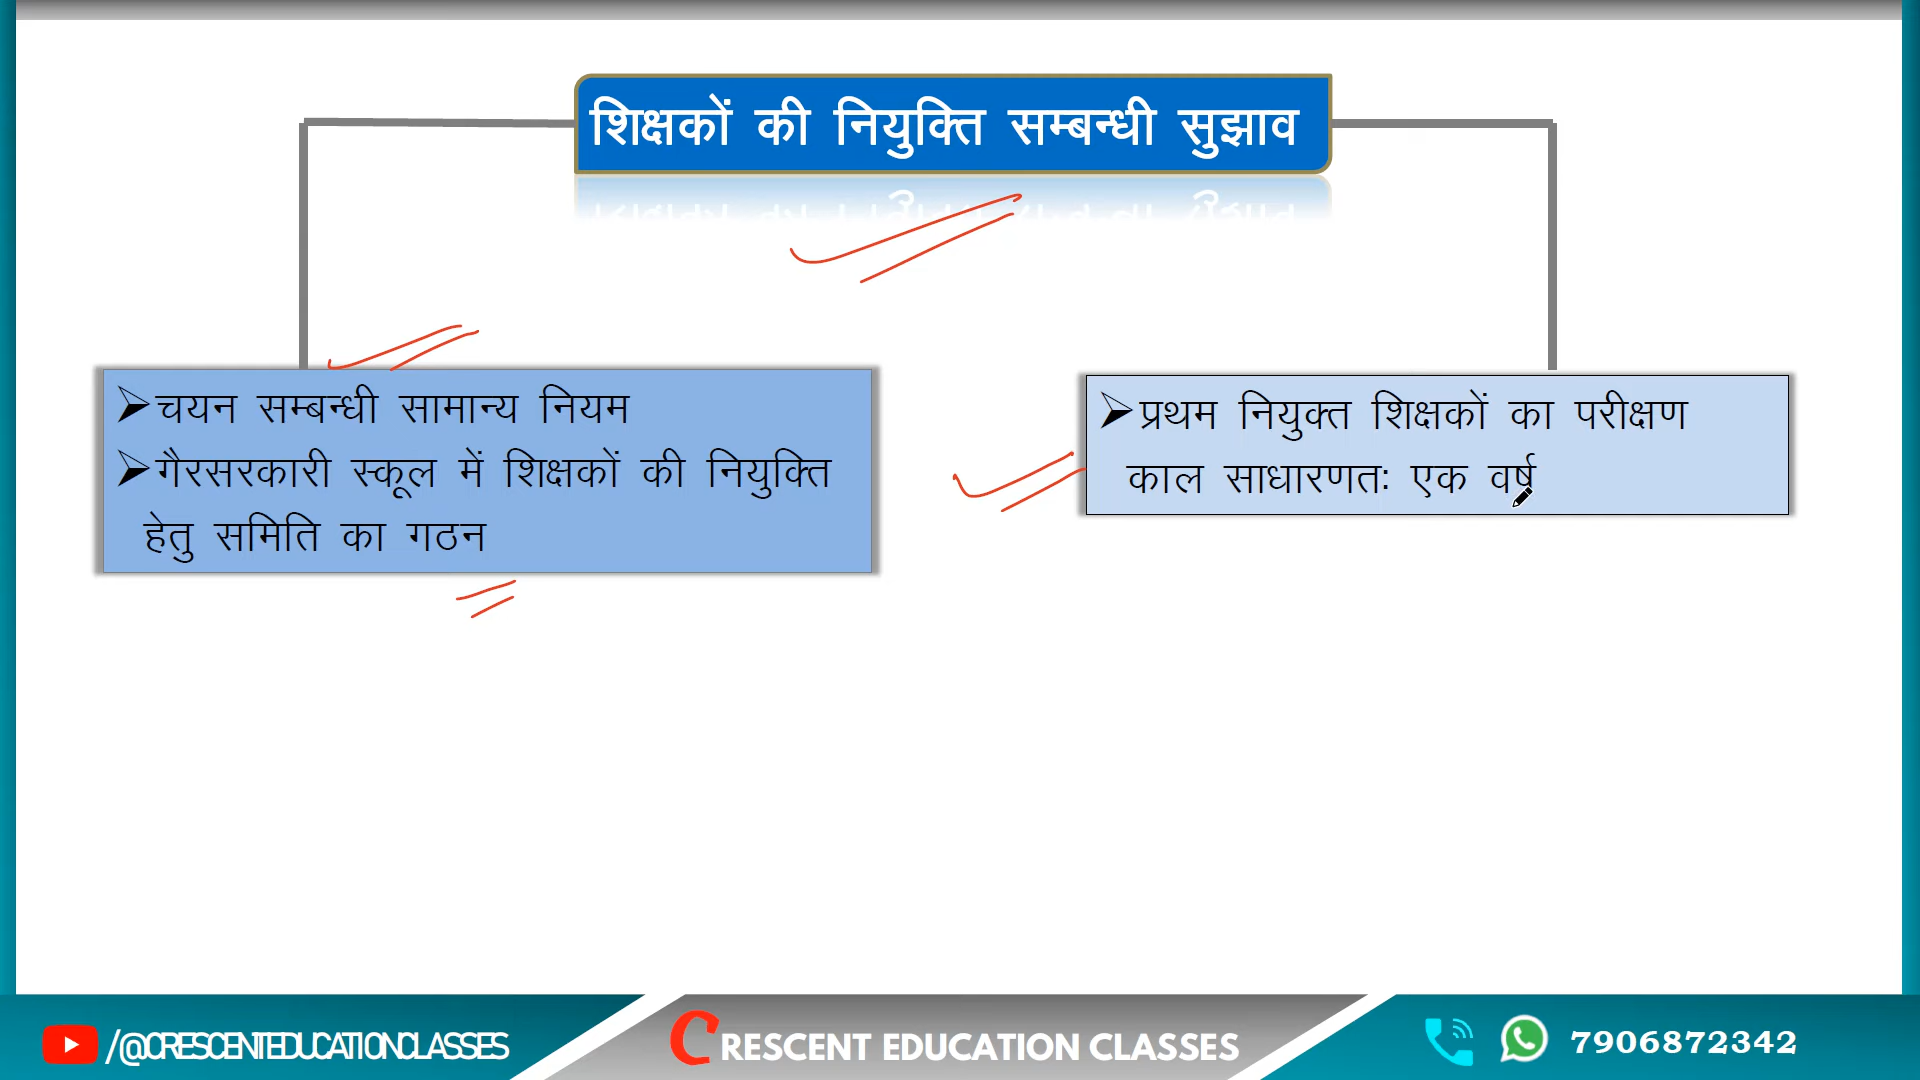 शिक्षकों की नियुक्ति सम्बन्धी सुझाव
➢चयन सम्बन्धी सामान्य नियम
➢गैरसरकारी स्कूल में शिक्षकों की नियुक्ति
हेतु समिति का गठन
➢प्रथम नियुक्त शिक्षकों का परीक्षण
काल साधारणतः एक वर्ष
/@CRESCENTEDUCATIONCLASSES
CRESCENT EDUCATION CLASSES
7906872342